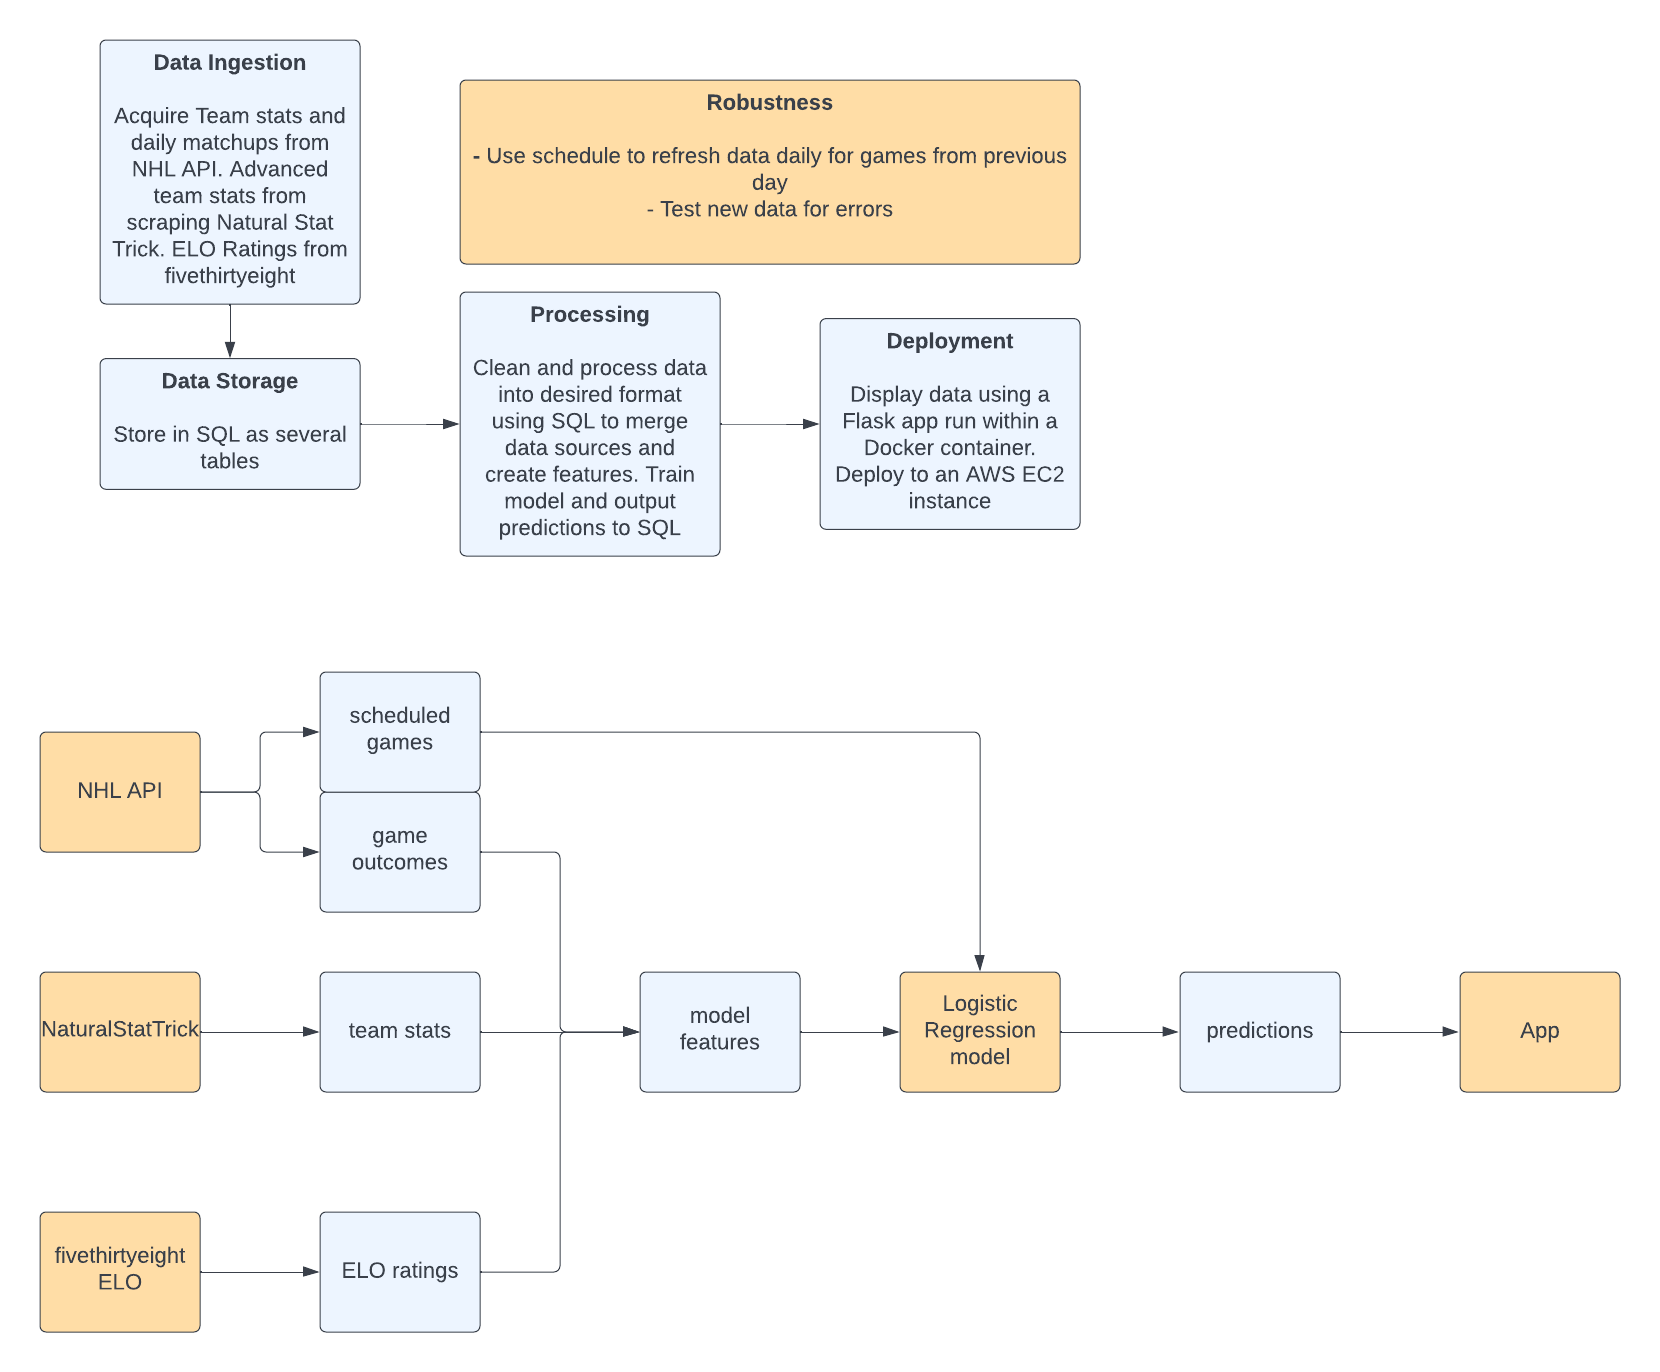 Data Ingestion
Acquire Team stats and
daily matchups from
NHL API. Advanced
team stats from
scraping Natural Stat
Trick. ELO Ratings from
fivethirtyeight
Robustness
- Use schedule to refresh data daily for games from previous
day
- Test new data for errors
Data Storage
Store in SQL as several
tables
Processing
Clean and process data
into desired format
using SQL to merge
data sources and
create features. Train
model and output
predictions to SQL
Deployment
Display data using a
Flask app run within a
Docker container.
Deploy to an AWS EC2
instance
NHL API
scheduled
games
game
outcomes
NaturalStatTrick
team stats
model
features
Logistic
Regression
model
predictions
App
fivethirtyeight
ELO
ELO ratings